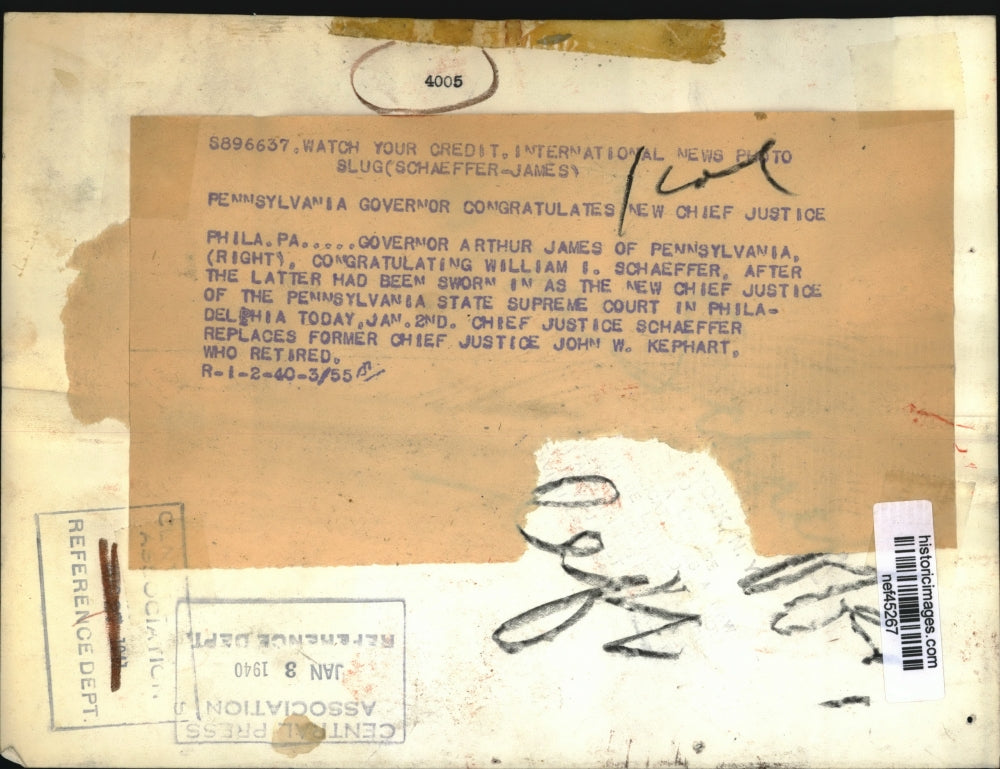 4005
S896637.WATCH YOUR CREDIT.INTERNATIONAL NEWS PHOTO
SLUG(SCHAEFFER-JAMES)
PENNSYLVANIA GOVERNOR CONGRATULATES NEW CHIEF JUSTICE
PHILA.PA.....GOVERNOR ARTHUR JAMES OF PENNSYLVANIA,
(RIGHT), CONGRATULATING WILLIAM I. SCHAEFFER, AFTER
THE LATTER HAD BEEN SWORN IN AS THE NEW CHIEF JUSTICE
OF THE PENNSYLVANIA STATE SUPREME COURT IN PHILA-
DELPHIA TODAY,JAN.2ND. CHIEF JUSTICE SCHAEFFER
REPLACES FORMER CHIEF JUSTICE JOHN W. KEPHART,
WHO RETIRED.
R-1-2-40-3/55
REFERENCE DEPT.
CENTRAL PRESS
ASSOCIATION
JAN 3 1940
REFERENCE DEPT.
historicimages.com
nef45267